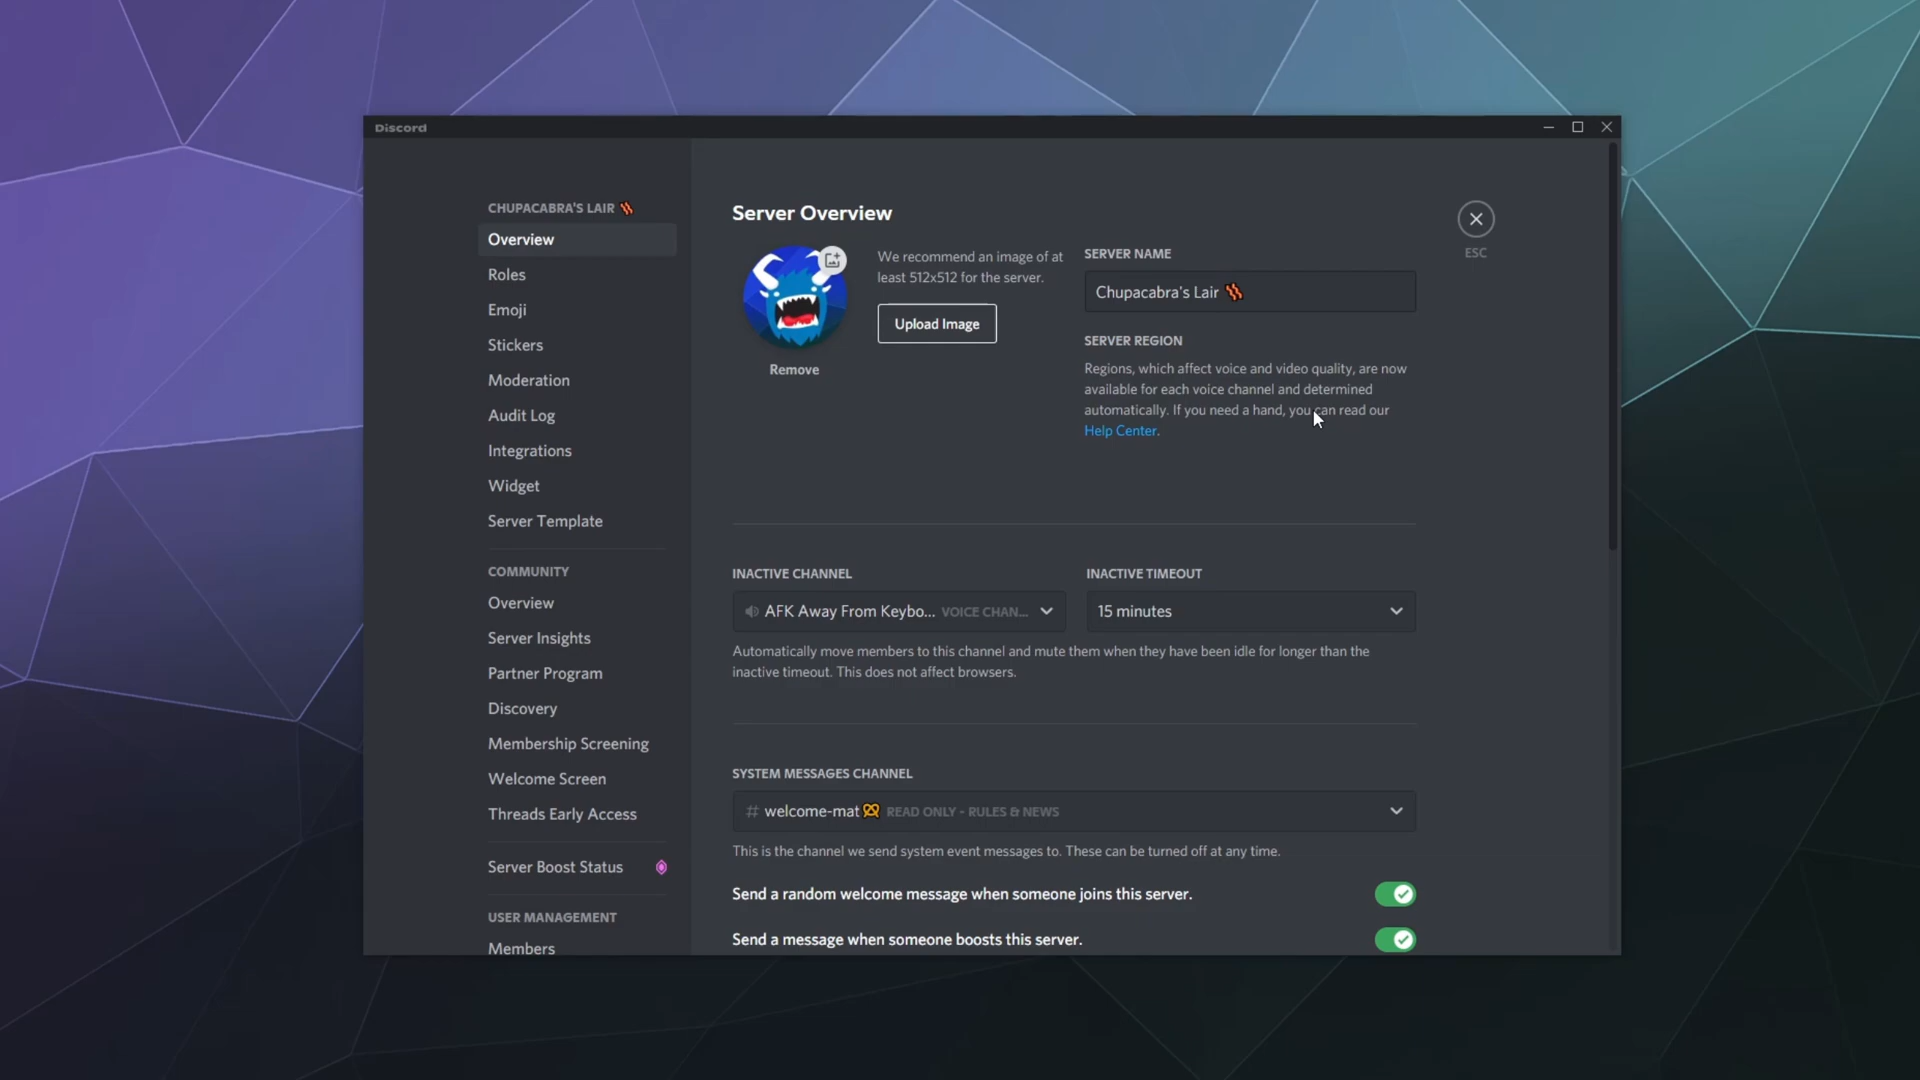 Discord
CHUPACABRA'S LAIR 🥓
Overview
Roles
Emoji
Stickers
Moderation
Audit Log
Integrations
Widget
Server Template
COMMUNITY
Overview
Server Insights
Partner Program
Discovery
Membership Screening
Welcome Screen
Threads Early Access
Server Boost Status
USER MANAGEMENT
Members
Server Overview
We recommend an image of at
least 512x512 for the server.
Upload Image
Remove
SERVER NAME
Chupacabra's Lair 🥓
SERVER REGION
Regions, which affect voice and video quality, are now
available for each voice channel and determined
automatically. If you need a hand, you can read our
Help Center.
ESC
INACTIVE CHANNEL
AFK Away From Keybo... VOICE CHAN...
INACTIVE TIMEOUT
15 minutes
Automatically move members to this channel and mute them when they have been idle for longer than the
inactive timeout. This does not affect browsers.
SYSTEM MESSAGES CHANNEL
# welcome-mat🥨 READ ONLY - RULES & NEWS
This is the channel we send system event messages to. These can be turned off at any time.
Send a random welcome message when someone joins this server.
Send a message when someone boosts this server.